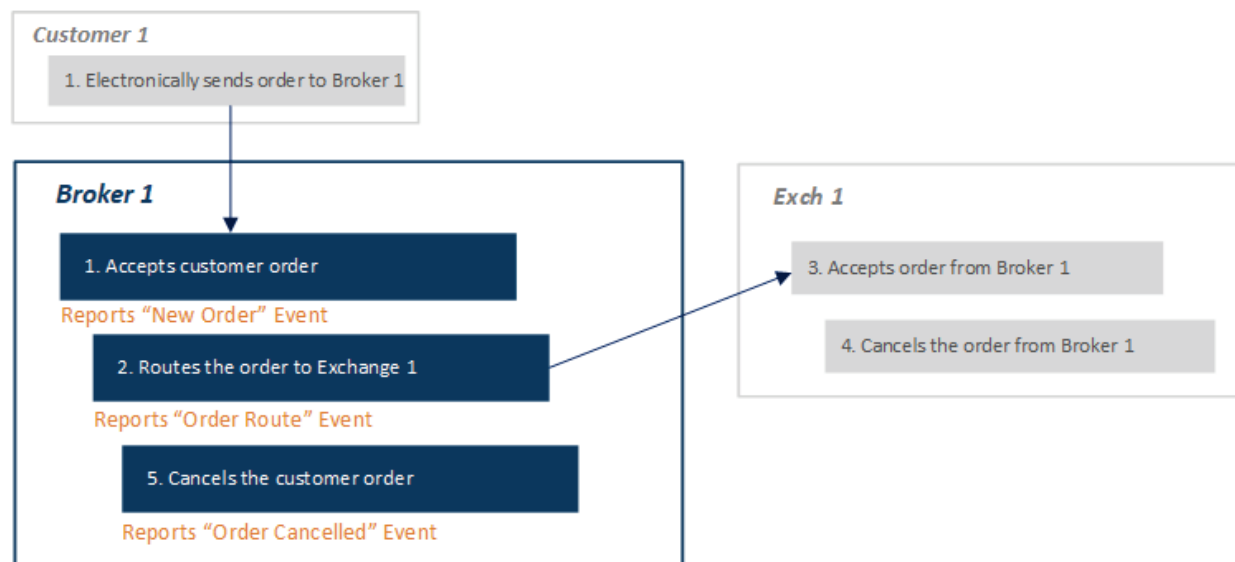 Customer 1
1. Electronically sends order to Broker 1
Broker 1
1. Accepts customer order
Reports “New Order” Event
2. Routes the order to Exchange 1
Reports “Order Route” Event
5. Cancels the customer order
Reports “Order Cancelled” Event
Exch 1
3. Accepts order from Broker 1
4. Cancels the order from Broker 1